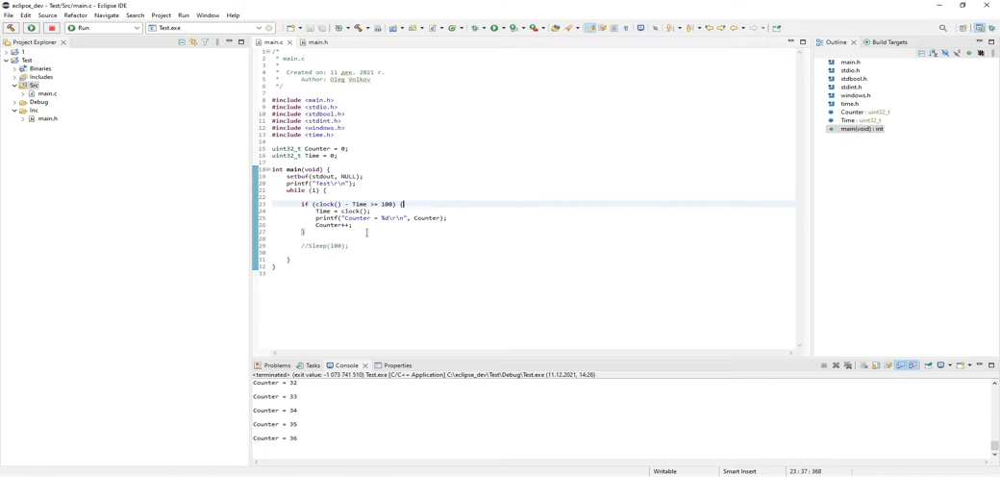 eclipse_dev - Test/Src/main.c - Eclipse IDE
File Edit Source Refactor Navigate Search Project Run Window Help
Run Test.exe
Project Explorer
1
Test
Binaries
Includes
Src
main.c
Debug
Inc
main.h
main.c main.h
1 /*
2 * main.c
3 *
4 * Created on: 11 дек. 2021 г.
5 * Author: Oleg Volkov
6 */
7
8 #include <main.h>
9 #include <stdio.h>
10 #include <stdbool.h>
11 #include <stdint.h>
12 #include <windows.h>
13 #include <time.h>
14
15 uint32_t Counter = 0;
16 uint32_t Time = 0;
17
18 int main(void) {
19 setbuf(stdout, NULL);
20 printf("Test\r\n");
21 while (1) {
22
23 if (clock() - Time >= 100) {
24 Time = clock();
25 printf("Counter = %d\r\n", Counter);
26 Counter++;
27 }
28
29 //Sleep(100);
30
31 }
32 }
33
Outline Build Targets
main.h
stdio.h
stdbool.h
stdint.h
windows.h
time.h
Counter : uint32_t
Time : uint32_t
main(void) : int
Problems Tasks Console Properties
<terminated> (exit value: -1 073 741 510) Test.exe [C/C++ Application] C:\eclipse_dev\Test\Debug\Test.exe (11.12.2021, 14:26)
Counter = 32
Counter = 33
Counter = 34
Counter = 35
Counter = 36
Writable Smart Insert 23 : 37 : 368